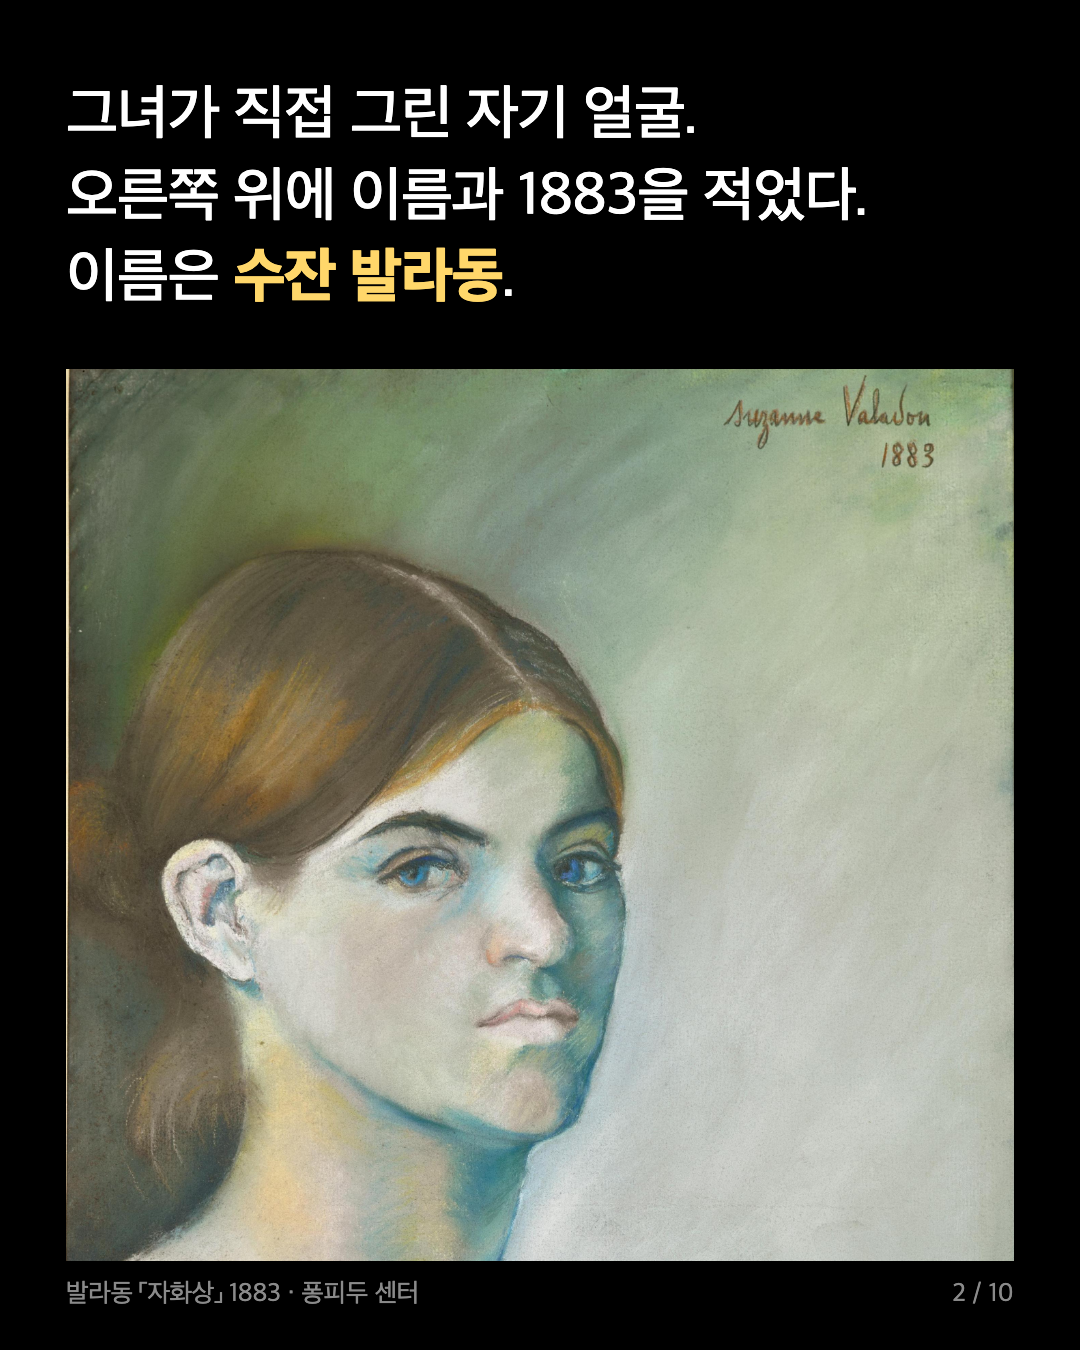 그녀가 직접 그린 자기 얼굴.
오른쪽 위에 이름과 1883을 적었다.
이름은 수잔 발라동.
Suzanne Valadon
1883
발라동 「자화상」 1883 · 퐁피두 센터
2 / 10